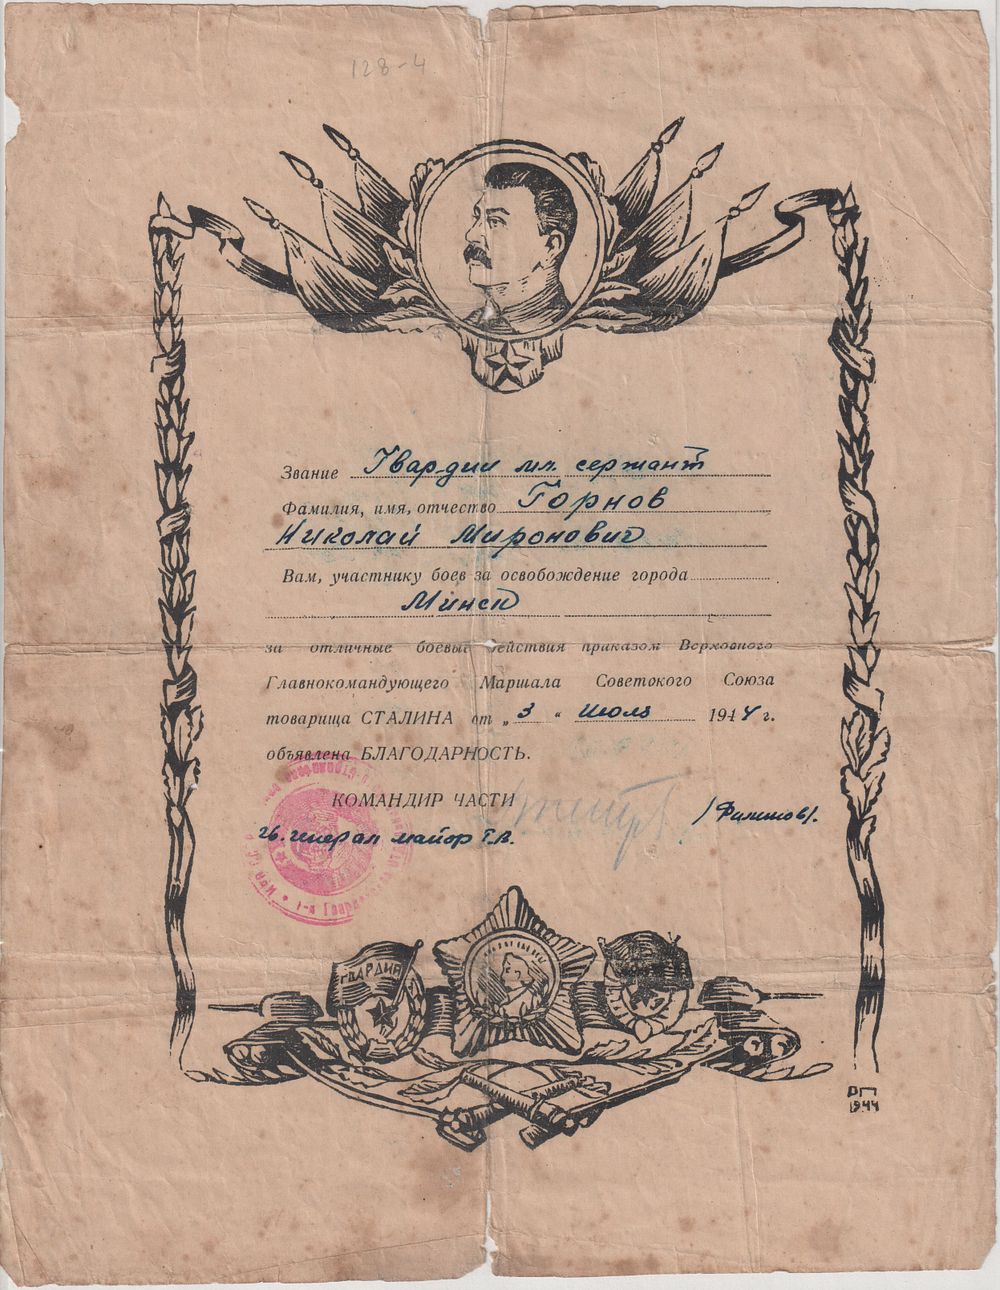 128-4
Звание Гвардии мл. сержант
Фамилия, имя, отчество Горнов
Николай Миронович
Вам, участнику боев за освобождение города
Минск
за отличные боевые действия приказом Верховного
Главнокомандующего Маршала Советского Союза
товарища СТАЛИНА от „3“ июля 1944 г.
объявлена БЛАГОДАРНОСТЬ.
КОМАНДИР ЧАСТИ
гв. генерал майор т.в. /Филипов/.
ГВАРДИЯ
ВП
1944